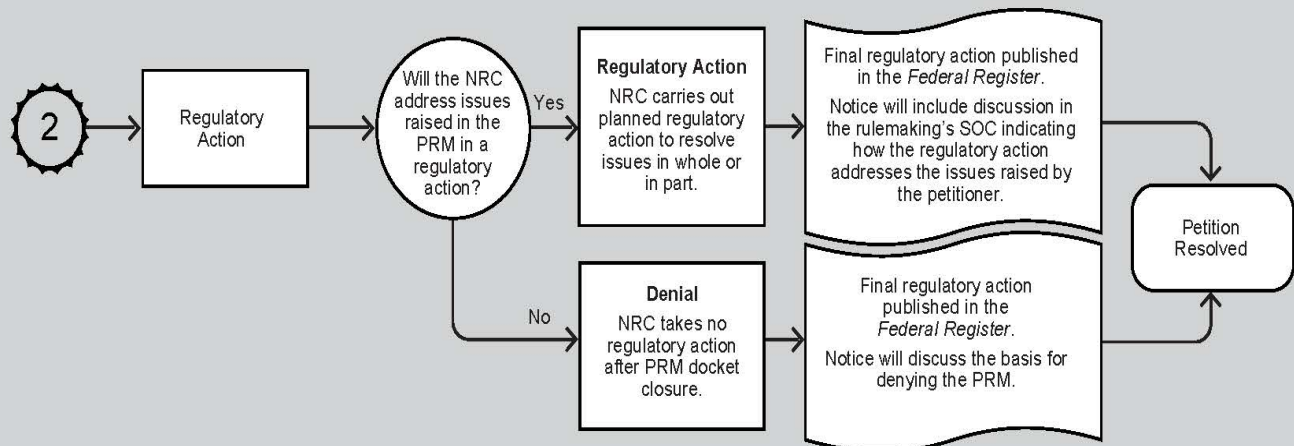 2
Regulatory
Action
Will the NRC
address issues
raised in the
PRM in a
regulatory
action?
Yes
No
Regulatory Action
NRC carries out
planned regulatory
action to resolve
issues in whole or
in part.
Final regulatory action published
in the Federal Register.
Notice will include discussion in
the rulemaking's SOC indicating
how the regulatory action
addresses the issues raised by
the petitioner.
Denial
NRC takes no
regulatory action
after PRM docket
closure.
Final regulatory action
published in the
Federal Register.
Notice will discuss the basis for
denying the PRM.
Petition
Resolved